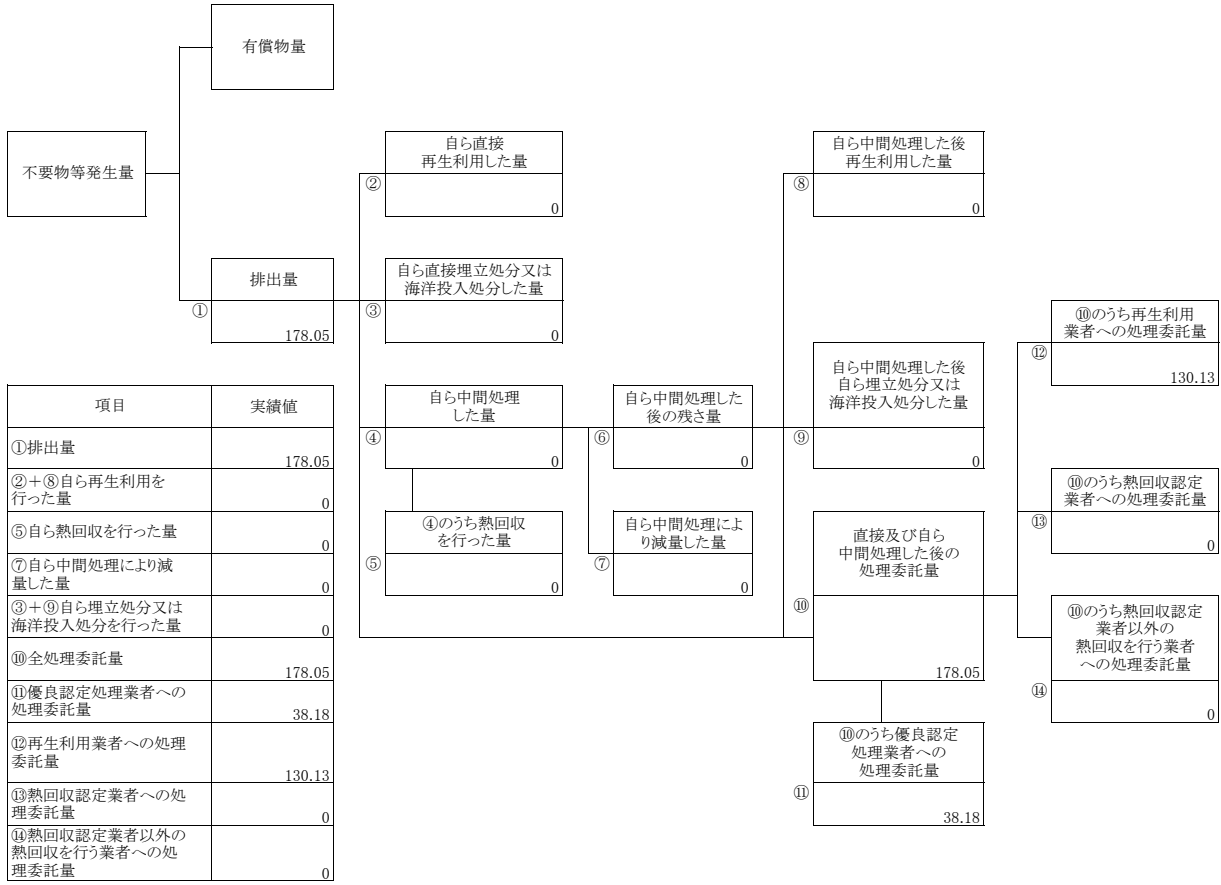 有償物量
不要物等発生量
排出量
①
178.05
自ら直接
再生利用した量
②
0
自ら直接埋立処分又は
海洋投入処分した量
③
0
自ら中間処理
した量
④
0
④のうち熱回収
を行った量
⑤
0
自ら中間処理した
後の残さ量
⑥
0
自ら中間処理によ
り減量した量
⑦
0
自ら中間処理した後
再生利用した量
⑧
0
自ら中間処理した後
自ら埋立処分又は
海洋投入処分した量
⑨
0
直接及び自ら
中間処理した後の
処理委託量
⑩
178.05
⑩のうち優良認定
処理業者への
処理委託量
⑪
38.18
⑩のうち再生利用
業者への処理委託量
⑫
130.13
⑩のうち熱回収認定
業者への処理委託量
⑬
0
⑩のうち熱回収認定
業者以外の
熱回収を行う業者
への処理委託量
⑭
0
項目 実績値
①排出量
178.05
②+⑧自ら再生利用を
行った量
0
⑤自ら熱回収を行った量
0
⑦自ら中間処理により減
量した量
0
③+⑨自ら埋立処分又は
海洋投入処分を行った量
0
⑩全処理委託量
178.05
⑪優良認定処理業者への
処理委託量
38.18
⑫再生利用業者への処理
委託量
130.13
⑬熱回収認定業者への処
理委託量
0
⑭熱回収認定業者以外の
熱回収を行う業者への処
理委託量
0